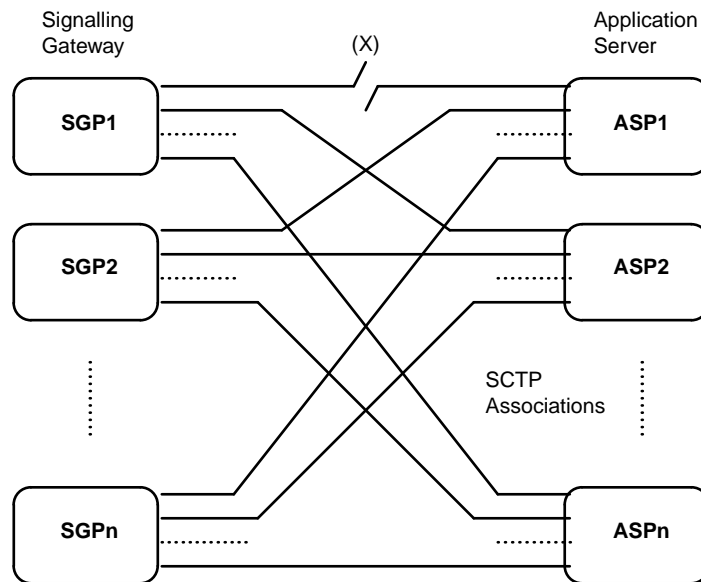 Signalling
Gateway
(X)
Application
Server
SGP1
ASP1
SGP2
ASP2
SCTP
Associations
SGPn
ASPn